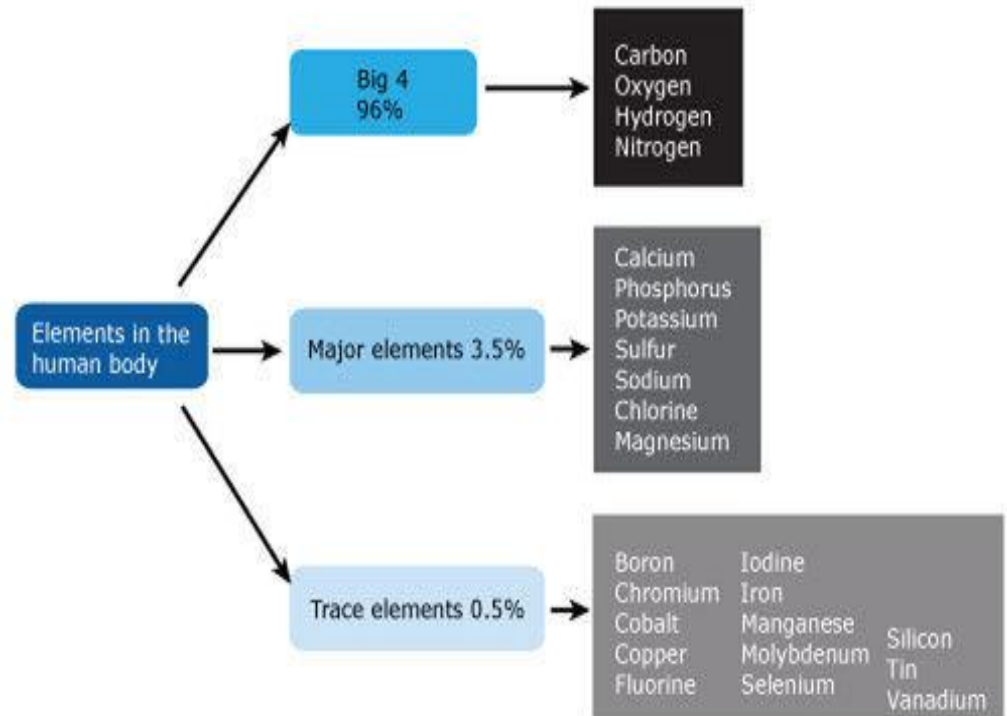 Elements in the
human body
Big 4
96%
Carbon
Oxygen
Hydrogen
Nitrogen
Major elements 3.5%
Calcium
Phosphorus
Potassium
Sulfur
Sodium
Chlorine
Magnesium
Trace elements 0.5%
Boron
Chromium
Cobalt
Copper
Fluorine
Iodine
Iron
Manganese
Molybdenum
Selenium
Silicon
Tin
Vanadium